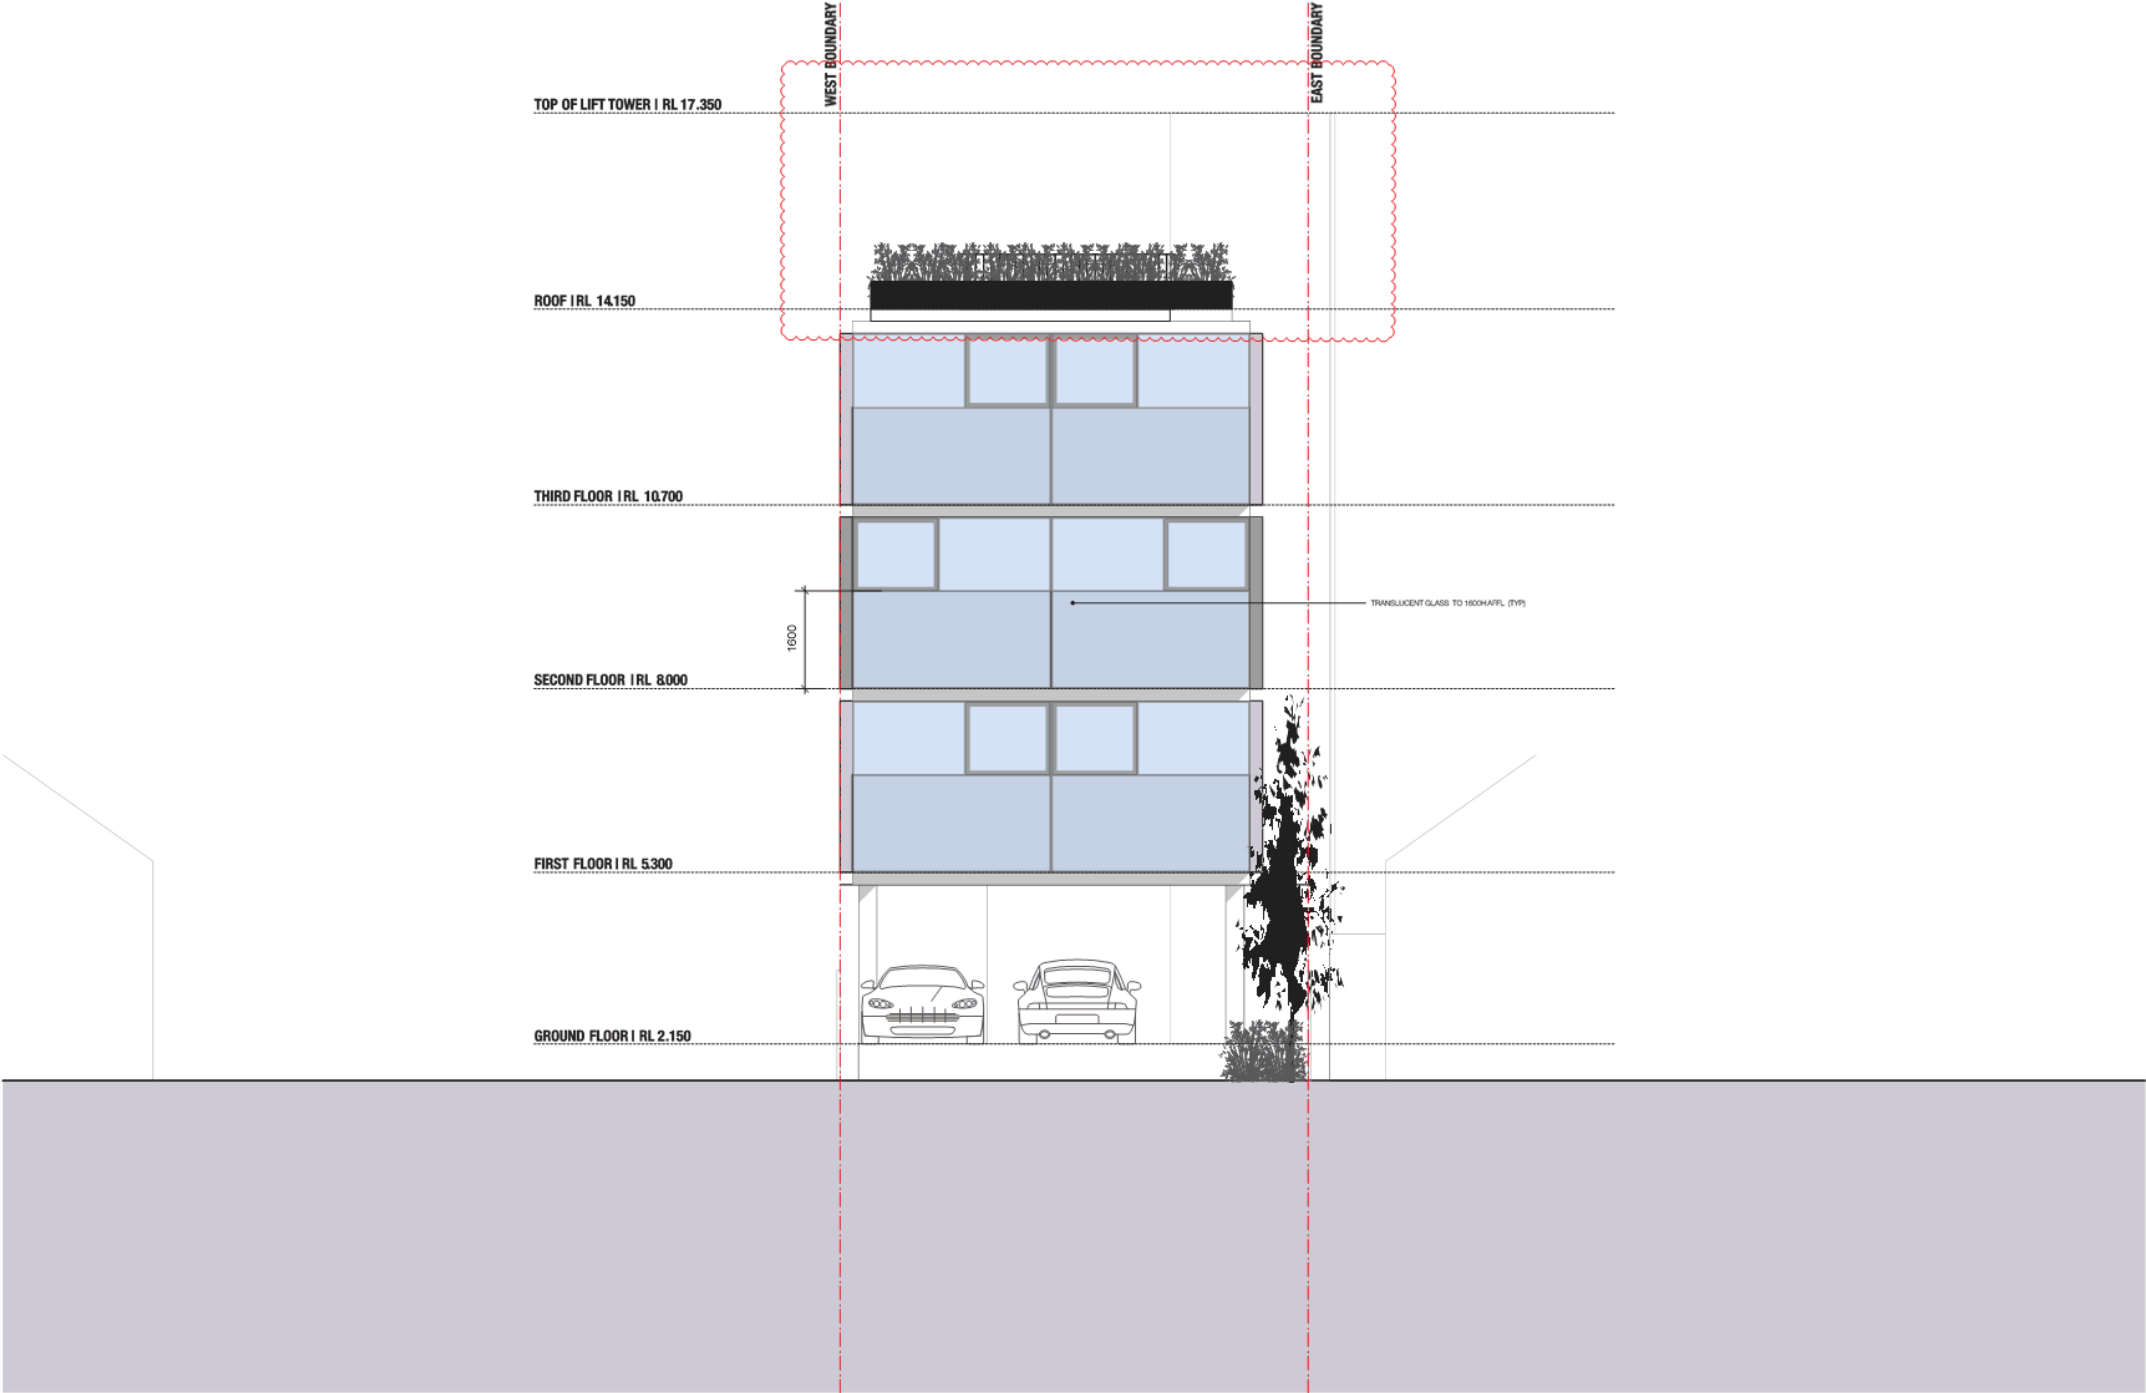 WEST BOUNDARY
EAST BOUNDARY
TOP OF LIFT TOWER | RL 17.350
ROOF | RL 14.150
THIRD FLOOR | RL 10.700
TRANSLUCENT GLASS TO 1600H AFFL (TYP)
1600
SECOND FLOOR | RL 8.000
FIRST FLOOR | RL 5.300
GROUND FLOOR | RL 2.150